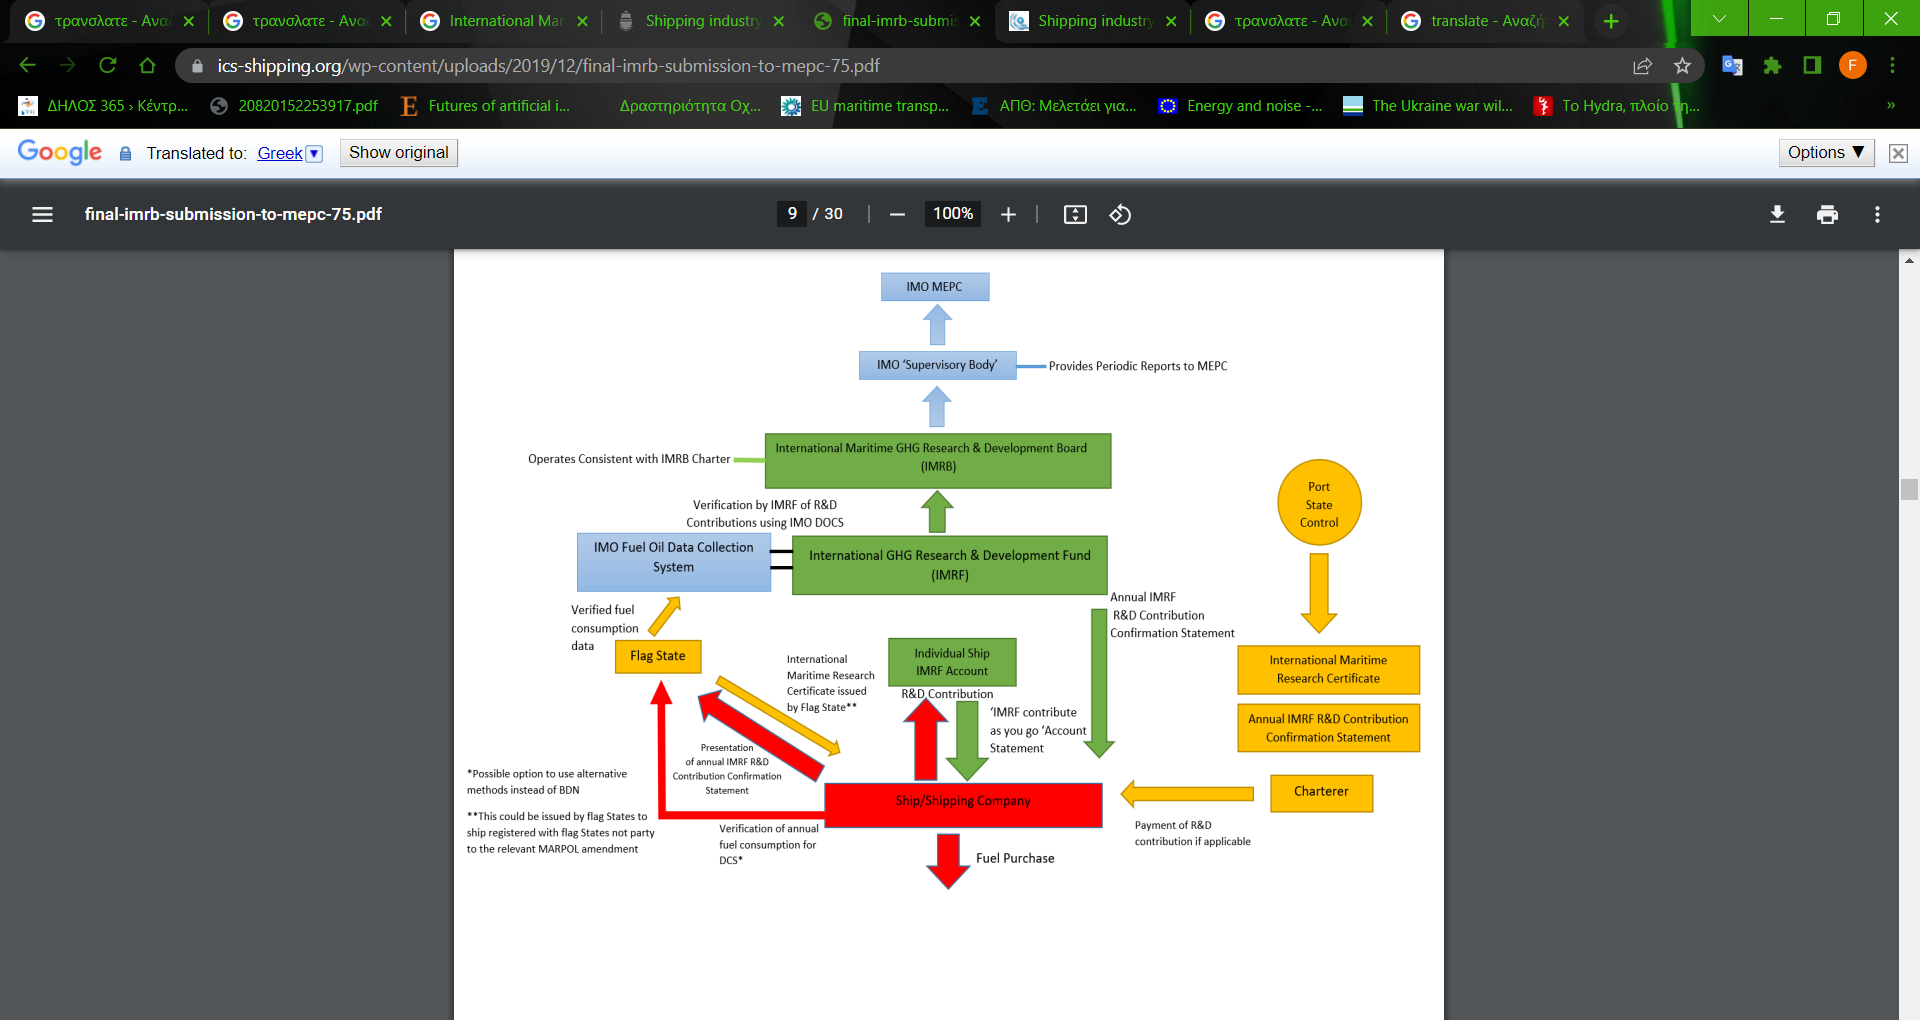 τρανσλατε - Ανα
τρανσλατε - Ανα
International Mar
Shipping industry
final-imrb-submis
Shipping industry
τρανσλατε - Ανα
translate - Αναζή
ics-shipping.org/wp-content/uploads/2019/12/final-imrb-submission-to-mepc-75.pdf
F
ΔΗΛΟΣ 365 › Κέντρ...
20820152253917.pdf
Futures of artificial i...
Δραστηριότητα Οχ...
EU maritime transp...
ΑΠΘ: Μελετάει για...
Energy and noise -...
The Ukraine war wil...
Το Hydra, πλοίο της...
»
Google Translated to: Greek Show original Options ▼
final-imrb-submission-to-mepc-75.pdf
9 / 30
100%
IMO MEPC
IMO ‘Supervisory Body’
Provides Periodic Reports to MEPC
Operates Consistent with IMRB Charter
International Maritime GHG Research & Development Board
(IMRB)
Verification by IMRF of R&D
Contributions using IMO DOCS
Port
State
Control
IMO Fuel Oil Data Collection
System
International GHG Research & Development Fund
(IMRF)
Verified fuel
consumption
data
Annual IMRF
R&D Contribution
Confirmation Statement
Flag State
International
Maritime Research
Certificate issued
by Flag State**
Individual Ship
IMRF Account
R&D Contribution
‘IMRF contribute
as you go ‘Account
Statement
International Maritime
Research Certificate
Annual IMRF R&D Contribution
Confirmation Statement
Presentation
of annual IMRF R&D
Contribution Confirmation
Statement
*Possible option to use alternative
methods instead of BDN
**This could be issued by flag States to
ship registered with flag States not party
to the relevant MARPOL amendment
Ship/Shipping Company
Charterer
Payment of R&D
contribution if applicable
Verification of annual
fuel consumption for
DCS*
Fuel Purchase